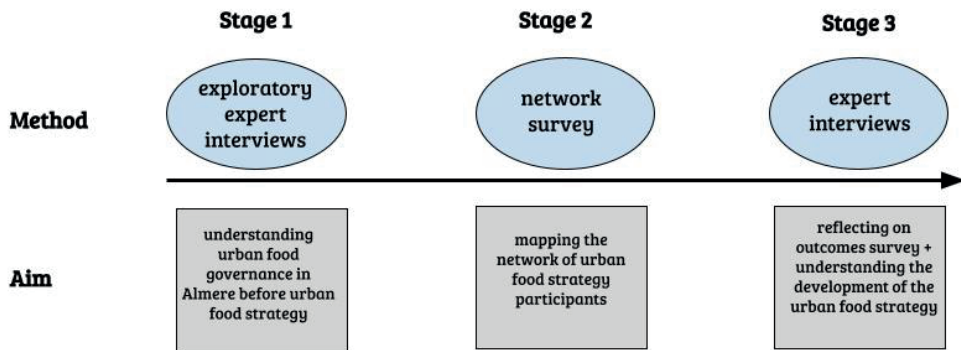 Stage 1
Stage 2
Stage 3
Method
exploratory
expert
interviews
network
survey
expert
interviews
Aim
understanding
urban food
governance in
Almere before urban
food strategy
mapping the
network of urban
food strategy
participants
reflecting on
outcomes survey +
understanding the
development of the
urban food strategy